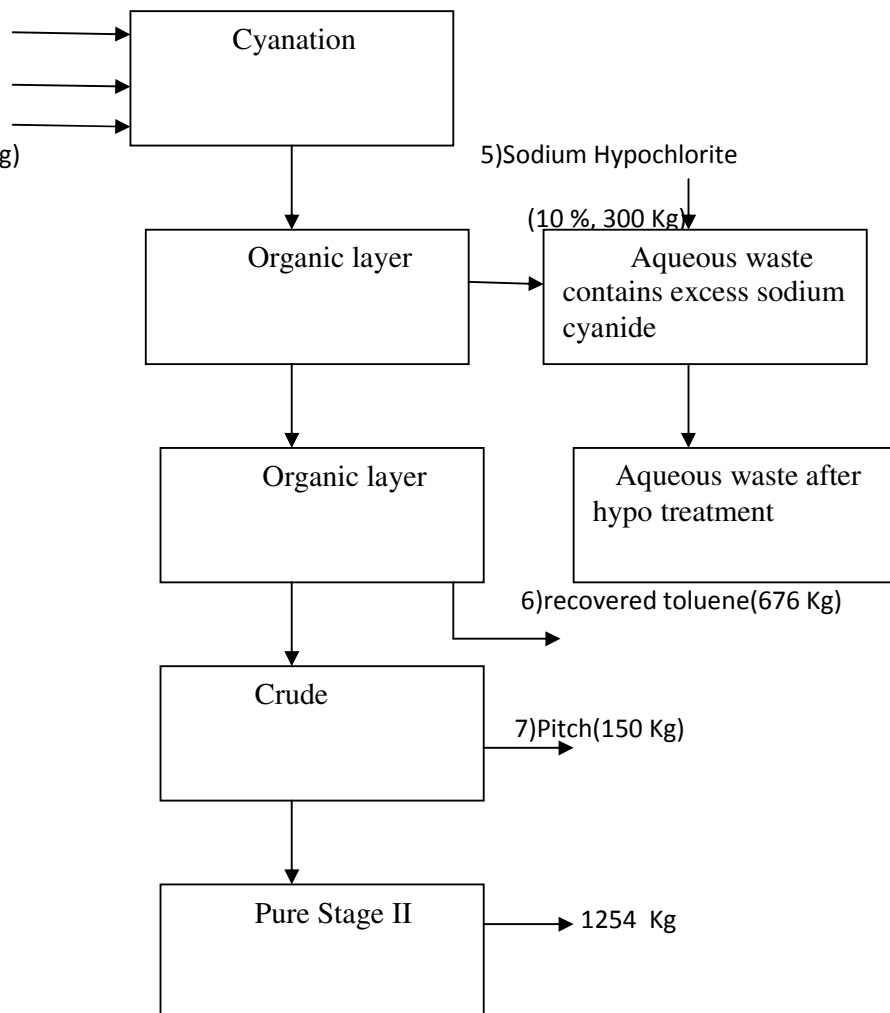 Cyanation
g)
5)Sodium Hypochlorite
(10 %, 300 Kg)
Organic layer
Aqueous waste
contains excess sodium
cyanide
Organic layer
Aqueous waste after
hypo treatment
6)recovered toluene(676 Kg)
Crude
7)Pitch(150 Kg)
Pure Stage II
1254 Kg